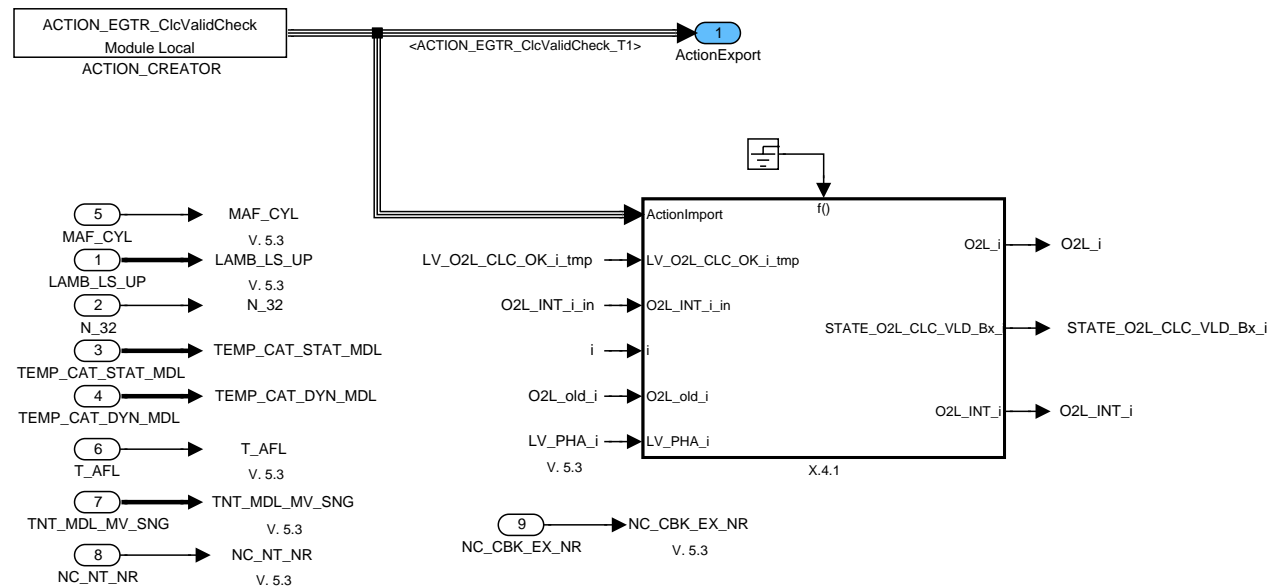 ACTION_EGTR_ClcValidCheck
Module Local
ACTION_CREATOR
<ACTION_EGTR_ClcValidCheck_T1>
1
ActionExport
5
MAF_CYL
MAF_CYL
V. 5.3
1
LAMB_LS_UP
LAMB_LS_UP
V. 5.3
2
N_32
N_32
3
TEMP_CAT_STAT_MDL
TEMP_CAT_STAT_MDL
4
TEMP_CAT_DYN_MDL
TEMP_CAT_DYN_MDL
6
T_AFL
T_AFL
V. 5.3
7
TNT_MDL_MV_SNG
TNT_MDL_MV_SNG
V. 5.3
8
NC_NT_NR
NC_NT_NR
V. 5.3
f()
ActionImport
LV_O2L_CLC_OK_i_tmp
LV_O2L_CLC_OK_i_tmp
O2L_INT_i_in
O2L_INT_i_in
i
i
O2L_old_i
O2L_old_i
LV_PHA_i
LV_PHA_i
V. 5.3
O2L_i
O2L_i
STATE_O2L_CLC_VLD_Bx_
STATE_O2L_CLC_VLD_Bx_i
O2L_INT_i
O2L_INT_i
X.4.1
9
NC_CBK_EX_NR
NC_CBK_EX_NR
V. 5.3